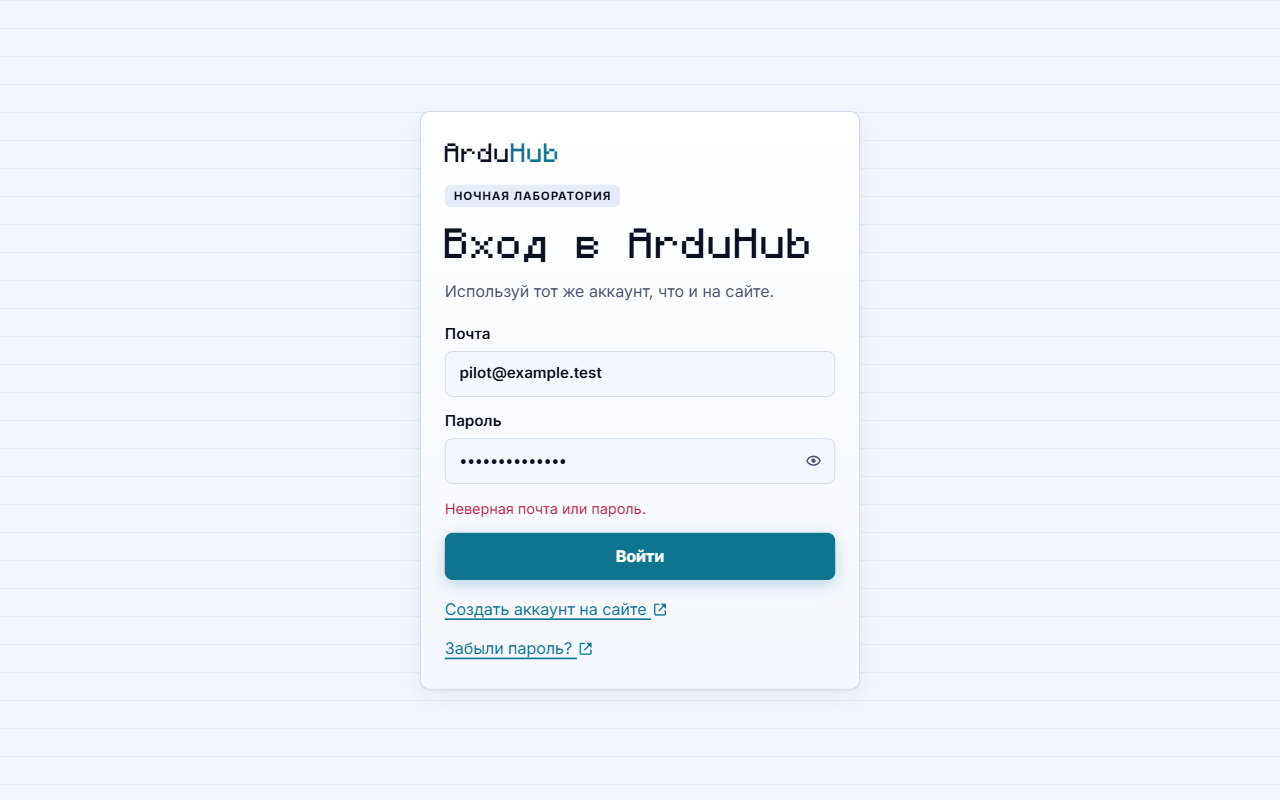 ArduHub
НОЧНАЯ ЛАБОРАТОРИЯ
Вход в ArduHub
Используй тот же аккаунт, что и на сайте.
Почта
pilot@example.test
Пароль
••••••••••••••
Неверная почта или пароль.
Войти
Создать аккаунт на сайте
Забыли пароль?